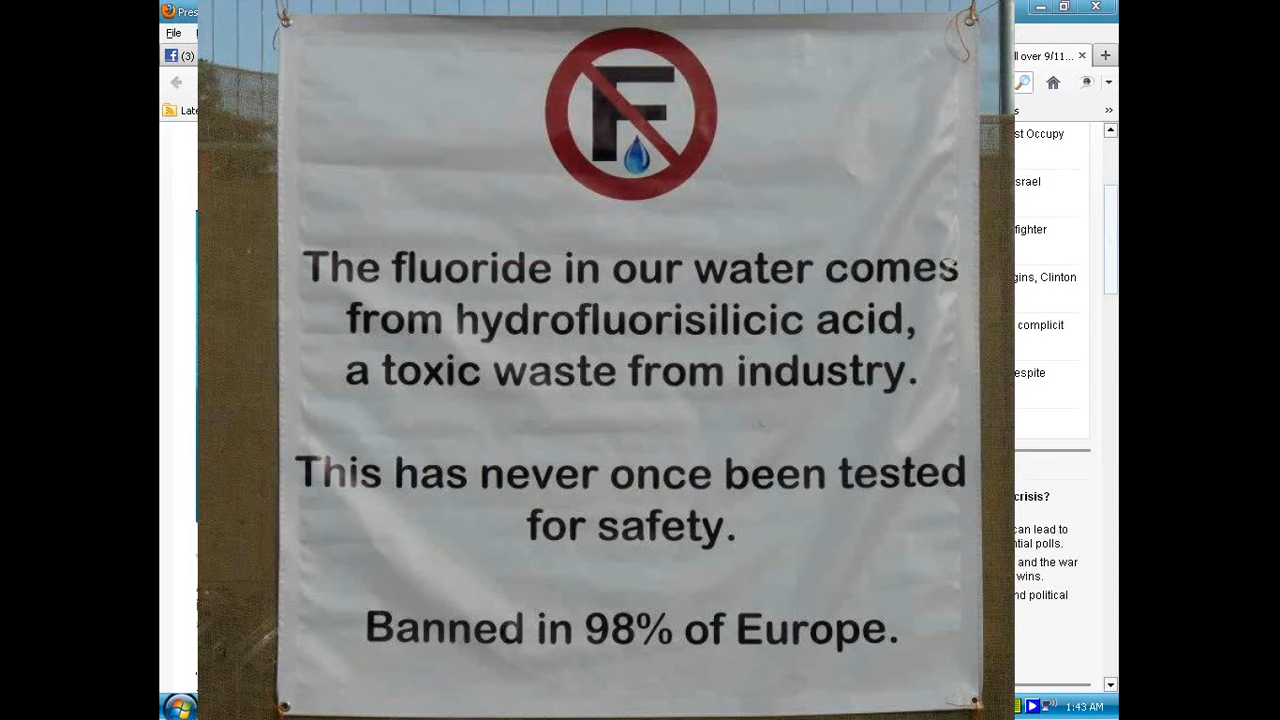 Pres
File
(3)
ll over 9/11...
Late
»
F
The fluoride in our water comes
from hydrofluorisilicic acid,
a toxic waste from industry.
This has never once been tested
for safety.
Banned in 98% of Europe.
st Occupy
srael
fighter
gins, Clinton
complicit
espite
crisis?
can lead to
ntial polls.
and the war
wins.
nd political
1:43 AM